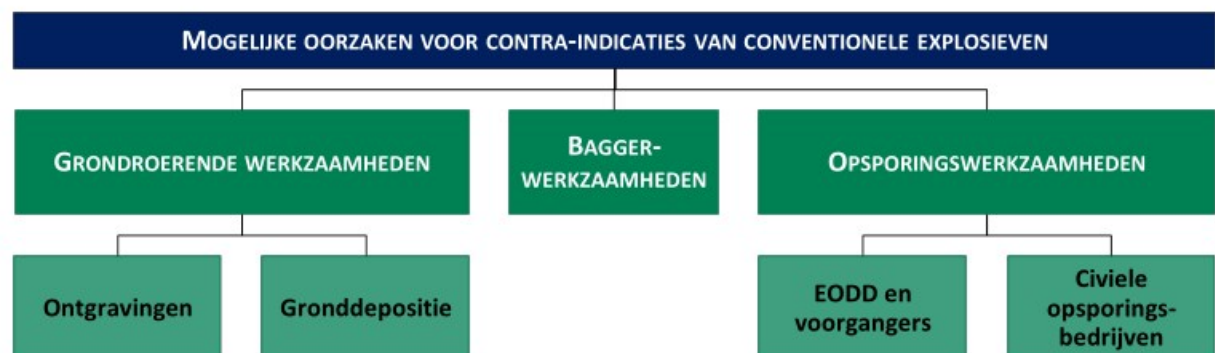 MOGELIJKE OORZAKEN VOOR CONTRA-INDICATIES VAN CONVENTIONELE EXPLOSIEVEN
GRONDROERENDE WERKZAAMHEDEN
BAGGER-
WERKZAAMHEDEN
OPSPORINGSWERKZAAMHEDEN
Ontgravingen
Gronddepositie
EODD en
voorgangers
Civiele
opsporings-
bedrijven